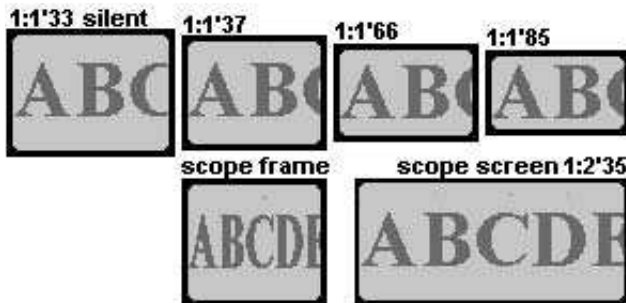 1:1'33 silent
1:1'37
1:1'66
1:1'85
ABC
ABC
ABC
ABC
scope frame
scope screen 1:2'35
ABCDE
ABCDE